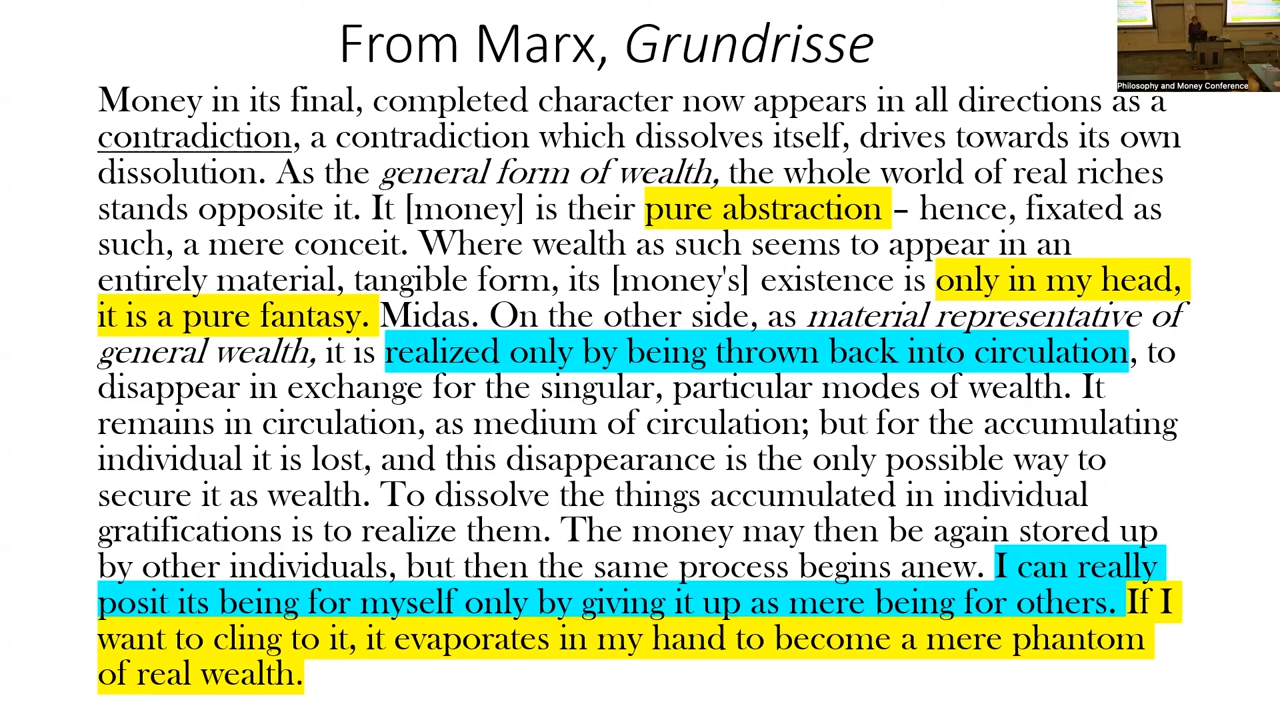 From Marx, Grundrisse
Philosophy and Money Conference
Money in its final, completed character now appears in all directions as a
contradiction, a contradiction which dissolves itself, drives towards its own
dissolution. As the general form of wealth, the whole world of real riches
stands opposite it. It [money] is their pure abstraction – hence, fixated as
such, a mere conceit. Where wealth as such seems to appear in an
entirely material, tangible form, its [money's] existence is only in my head,
it is a pure fantasy. Midas. On the other side, as material representative of
general wealth, it is realized only by being thrown back into circulation, to
disappear in exchange for the singular, particular modes of wealth. It
remains in circulation, as medium of circulation; but for the accumulating
individual it is lost, and this disappearance is the only possible way to
secure it as wealth. To dissolve the things accumulated in individual
gratifications is to realize them. The money may then be again stored up
by other individuals, but then the same process begins anew. I can really
posit its being for myself only by giving it up as mere being for others. If I
want to cling to it, it evaporates in my hand to become a mere phantom
of real wealth.